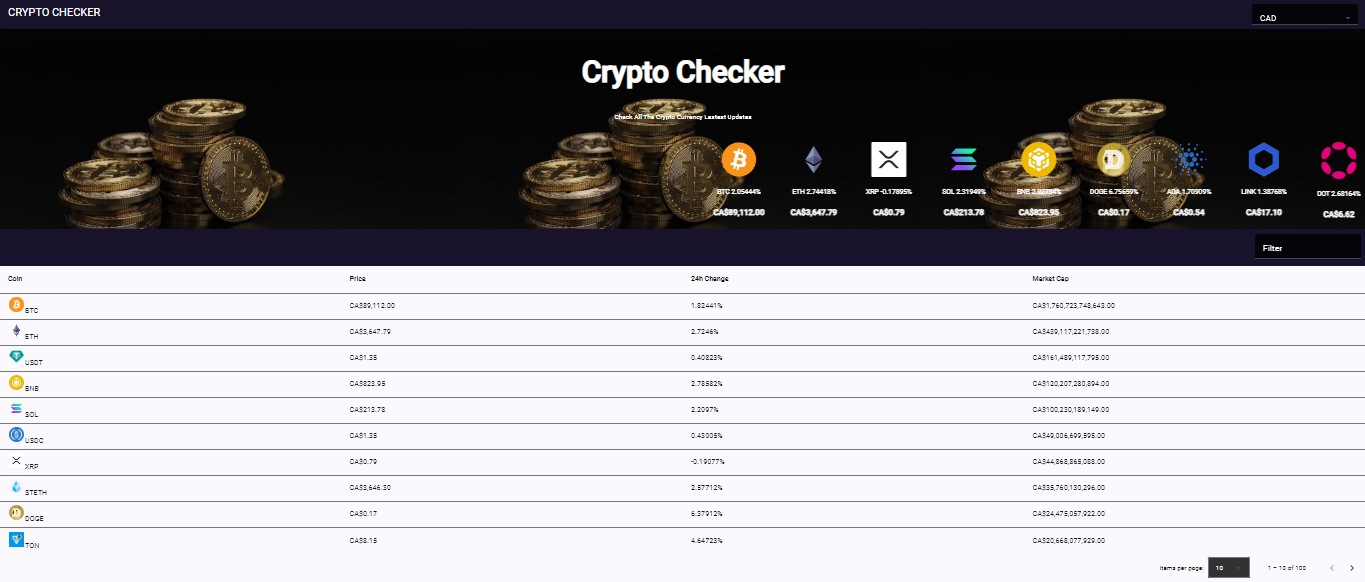 CRYPTO CHECKER
CAD
Crypto Checker
Check All The Crypto Currency Lastest Updates
BTC 2.05444% ETH 2.74418% XRP -0.17895% SOL 2.31949% BNB DOGE 6.75659% ADA 1.70909% LINK 1.38768% DOT 2.68164%
CA$89,112.00 CA$3,647.79 CA$0.79 CA$213.78 CA$823.95 CA$0.17 CA$0.54 CA$17.10 CA$6.62
Filter
Coin Price 24h Change Market Cap
BTC CA$89,112.00 1.82441% CA$1,760,723,748,643.00
ETH CA$3,647.79 2.7246% CA$439,117,221,738.00
USDT CA$1.35 0.40823% CA$161,489,117,795.00
BNB CA$823.95 2.78582% CA$120,207,280,894.00
SOL CA$213.78 2.2097% CA$100,230,189,149.00
USDC CA$1.35 0.43005% CA$49,006,699,595.00
XRP CA$0.79 -0.19077% CA$44,868,865,088.00
STETH CA$3,646.30 2.57712% CA$35,760,130,296.00
DOGE CA$0.17 6.37912% CA$24,475,057,922.00
TON CA$8.15 4.64723% CA$20,668,077,929.00
Items per page: 10 1 – 10 of 100